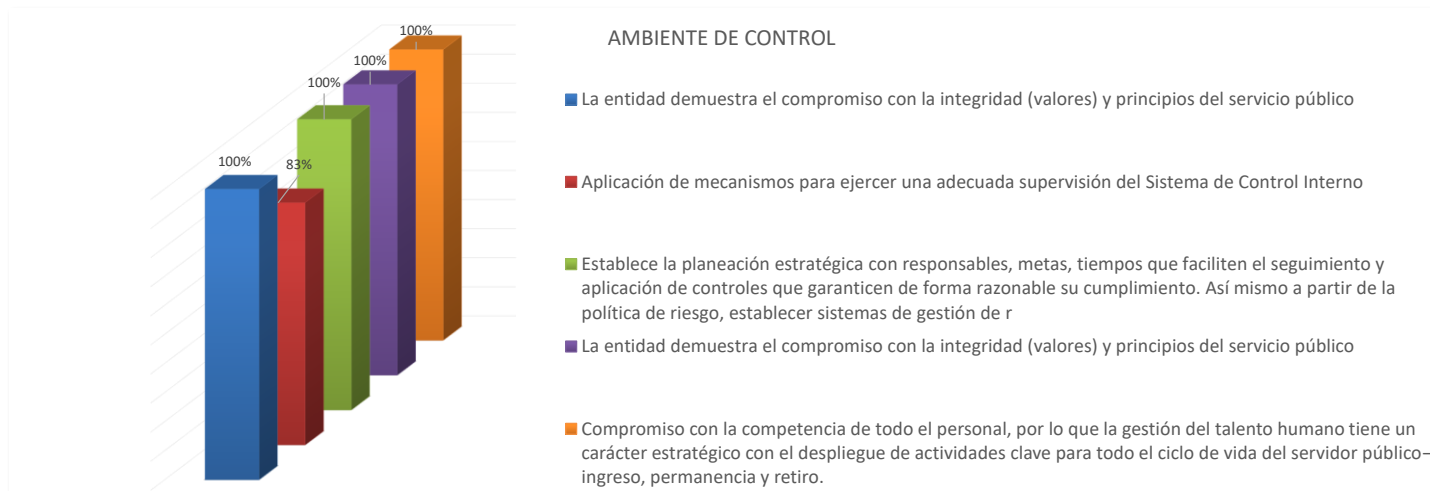 100%
83%
100%
100%
100%
AMBIENTE DE CONTROL
La entidad demuestra el compromiso con la integridad (valores) y principios del servicio público
Aplicación de mecanismos para ejercer una adecuada supervisión del Sistema de Control Interno
Establece la planeación estratégica con responsables, metas, tiempos que faciliten el seguimiento y
aplicación de controles que garanticen de forma razonable su cumplimiento. Así mismo a partir de la
política de riesgo, establecer sistemas de gestión de r
La entidad demuestra el compromiso con la integridad (valores) y principios del servicio público
Compromiso con la competencia de todo el personal, por lo que la gestión del talento humano tiene un
carácter estratégico con el despliegue de actividades clave para todo el ciclo de vida del servidor público–
ingreso, permanencia y retiro.